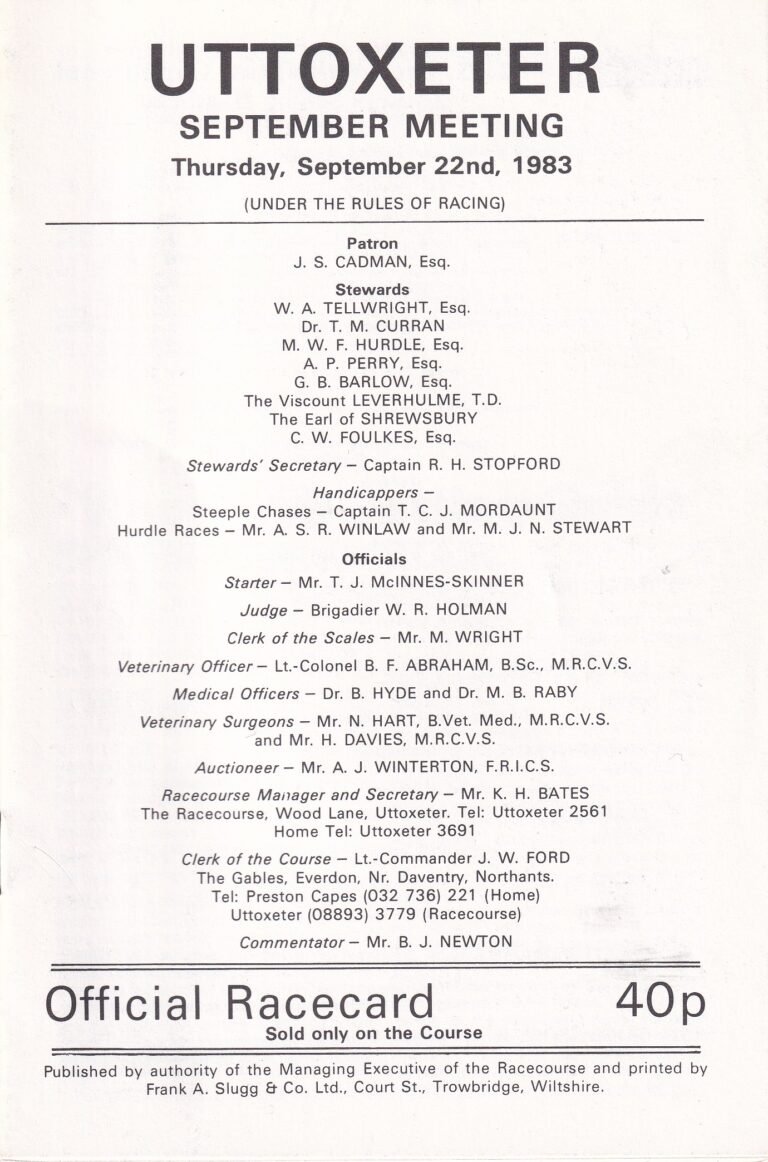 UTTOXETER
SEPTEMBER MEETING
Thursday, September 22nd, 1983
(UNDER THE RULES OF RACING)
Patron
J. S. CADMAN, Esq.
Stewards
W. A. TELLWRIGHT, Esq.
Dr. T. M. CURRAN
M. W. F. HURDLE, Esq.
A. P. PERRY, Esq.
G. B. BARLOW, Esq.
The Viscount LEVERHULME, T.D.
The Earl of SHREWSBURY
C. W. FOULKES, Esq.
Stewards' Secretary – Captain R. H. STOPFORD
Handicappers –
Steeple Chases – Captain T. C. J. MORDAUNT
Hurdle Races – Mr. A. S. R. WINLAW and Mr. M. J. N. STEWART
Officials
Starter – Mr. T. J. McINNES-SKINNER
Judge – Brigadier W. R. HOLMAN
Clerk of the Scales – Mr. M. WRIGHT
Veterinary Officer – Lt.-Colonel B. F. ABRAHAM, B.Sc., M.R.C.V.S.
Medical Officers – Dr. B. HYDE and Dr. M. B. RABY
Veterinary Surgeons – Mr. N. HART, B.Vet. Med., M.R.C.V.S.
and Mr. H. DAVIES, M.R.C.V.S.
Auctioneer – Mr. A. J. WINTERTON, F.R.I.C.S.
Racecourse Manager and Secretary – Mr. K. H. BATES
The Racecourse, Wood Lane, Uttoxeter. Tel: Uttoxeter 2561
Home Tel: Uttoxeter 3691
Clerk of the Course – Lt.-Commander J. W. FORD
The Gables, Everdon, Nr. Daventry, Northants.
Tel: Preston Capes (032 736) 221 (Home)
Uttoxeter (08893) 3779 (Racecourse)
Commentator – Mr. B. J. NEWTON
Official Racecard 40p
Sold only on the Course
Published by authority of the Managing Executive of the Racecourse and printed by
Frank A. Slugg & Co. Ltd., Court St., Trowbridge, Wiltshire.